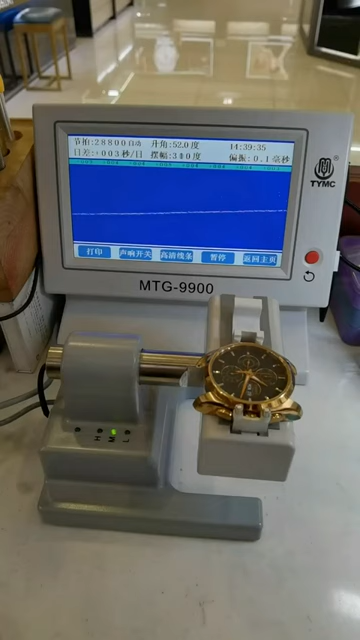 节拍:28800自动 升角:52.0度 14:39:35
日差:+003秒/日 摆幅:310度 偏振:0.1毫秒
打印 声响开关 高清线条 暂停 返回主页
TYMC
MTG-9900
H
M
L